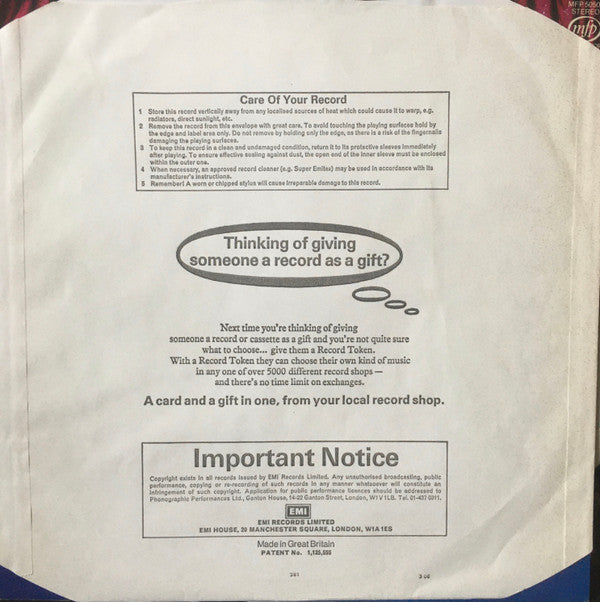 MFP 5050
STEREO
mfp
Care Of Your Record
1 Store this record vertically away from any localised sources of heat which could cause it to warp, e.g.
radiators, direct sunlight, etc.
2 Remove the record from this envelope with great care. To avoid touching the playing surfaces hold by
the edge and label area only. Do not remove by holding only the edge, as there is a risk of the fingernails
damaging the playing surfaces.
3 To keep this record in a clean and undamaged condition, return it to its protective sleeves immediately
after playing. To ensure effective sealing against dust, the open end of the inner sleeve must be enclosed
within the outer one.
4 When necessary, an approved record cleaner (e.g. Super Emitex) may be used in accordance with its
manufacturer's instructions.
5 Remember! A worn or chipped stylus will cause irreparable damage to this record.
Thinking of giving
someone a record as a gift?
Next time you're thinking of giving
someone a record or cassette as a gift and you're not quite sure
what to choose... give them a Record Token.
With a Record Token they can choose their own kind of music
in any one of over 5000 different record shops —
and there's no time limit on exchanges.
A card and a gift in one, from your local record shop.
Important Notice
Copyright exists in all records issued by EMI Records Limited. Any unauthorised broadcasting, public
performance, copying or re-recording of such records in any manner whatsoever will constitute an
infringement of such copyright. Application for public performance licences should be addressed to
Phonographic Performances Ltd., Ganton House, 14-22 Ganton Street, London, W1V 1LB. Tel. 01-437 0311.
EMI
EMI RECORDS LIMITED
EMI HOUSE, 20 MANCHESTER SQUARE, LONDON, W1A 1ES
Made in Great Britain
PATENT No. 1,125,555
281
3 06